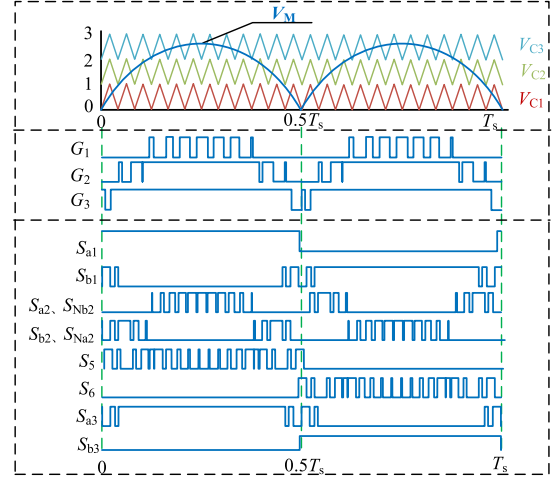 V_M
3
2
1
0
V_C3
V_C2
V_C1
0.5T_s
T_s
G_1
G_2
G_3
S_a1
S_b1
S_a2、S_Nb2
S_b2、S_Na2
S_5
S_6
S_a3
S_b3
0
0.5T_s
T_s